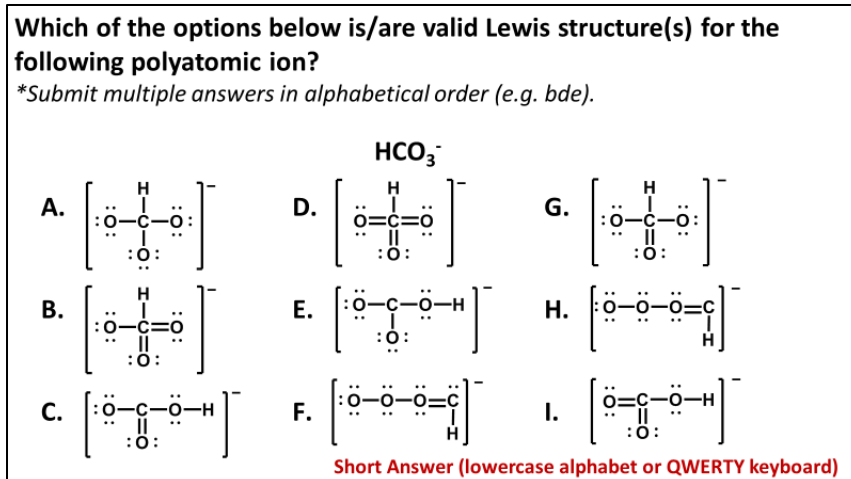 Which of the options below is/are valid Lewis structure(s) for the
following polyatomic ion?
*Submit multiple answers in alphabetical order (e.g. bde).
HCO₃⁻
A. [:Ö–C–Ö: H :O:]⁻
D. [Ö=C=Ö H :O:]⁻
G. [:Ö–C–Ö: H :O:]⁻
B. [:Ö–C=Ö H :O:]⁻
E. [:Ö–C–Ö–H :O:]⁻
H. [:Ö–Ö–Ö=C H]⁻
C. [:Ö–C–Ö–H :O:]⁻
F. [:Ö–Ö–Ö=C̈ H]⁻
I. [Ö=C–Ö–H :O:]⁻
Short Answer (lowercase alphabet or QWERTY keyboard)